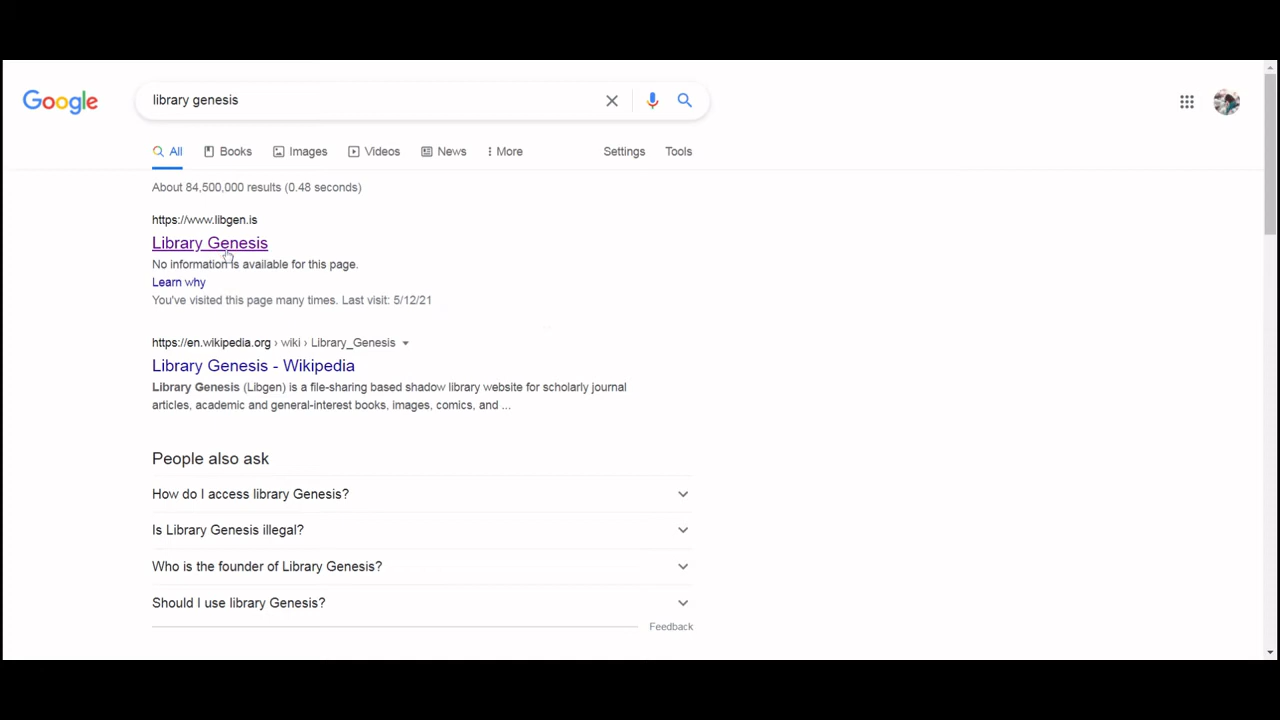 Google
library genesis
All Books Images Videos News More Settings Tools
About 84,500,000 results (0.48 seconds)
https://www.libgen.is
Library Genesis
No information is available for this page.
Learn why
You've visited this page many times. Last visit: 5/12/21
https://en.wikipedia.org › wiki › Library_Genesis
Library Genesis - Wikipedia
Library Genesis (Libgen) is a file-sharing based shadow library website for scholarly journal
articles, academic and general-interest books, images, comics, and ...
People also ask
How do I access library Genesis?
Is Library Genesis illegal?
Who is the founder of Library Genesis?
Should I use library Genesis?
Feedback